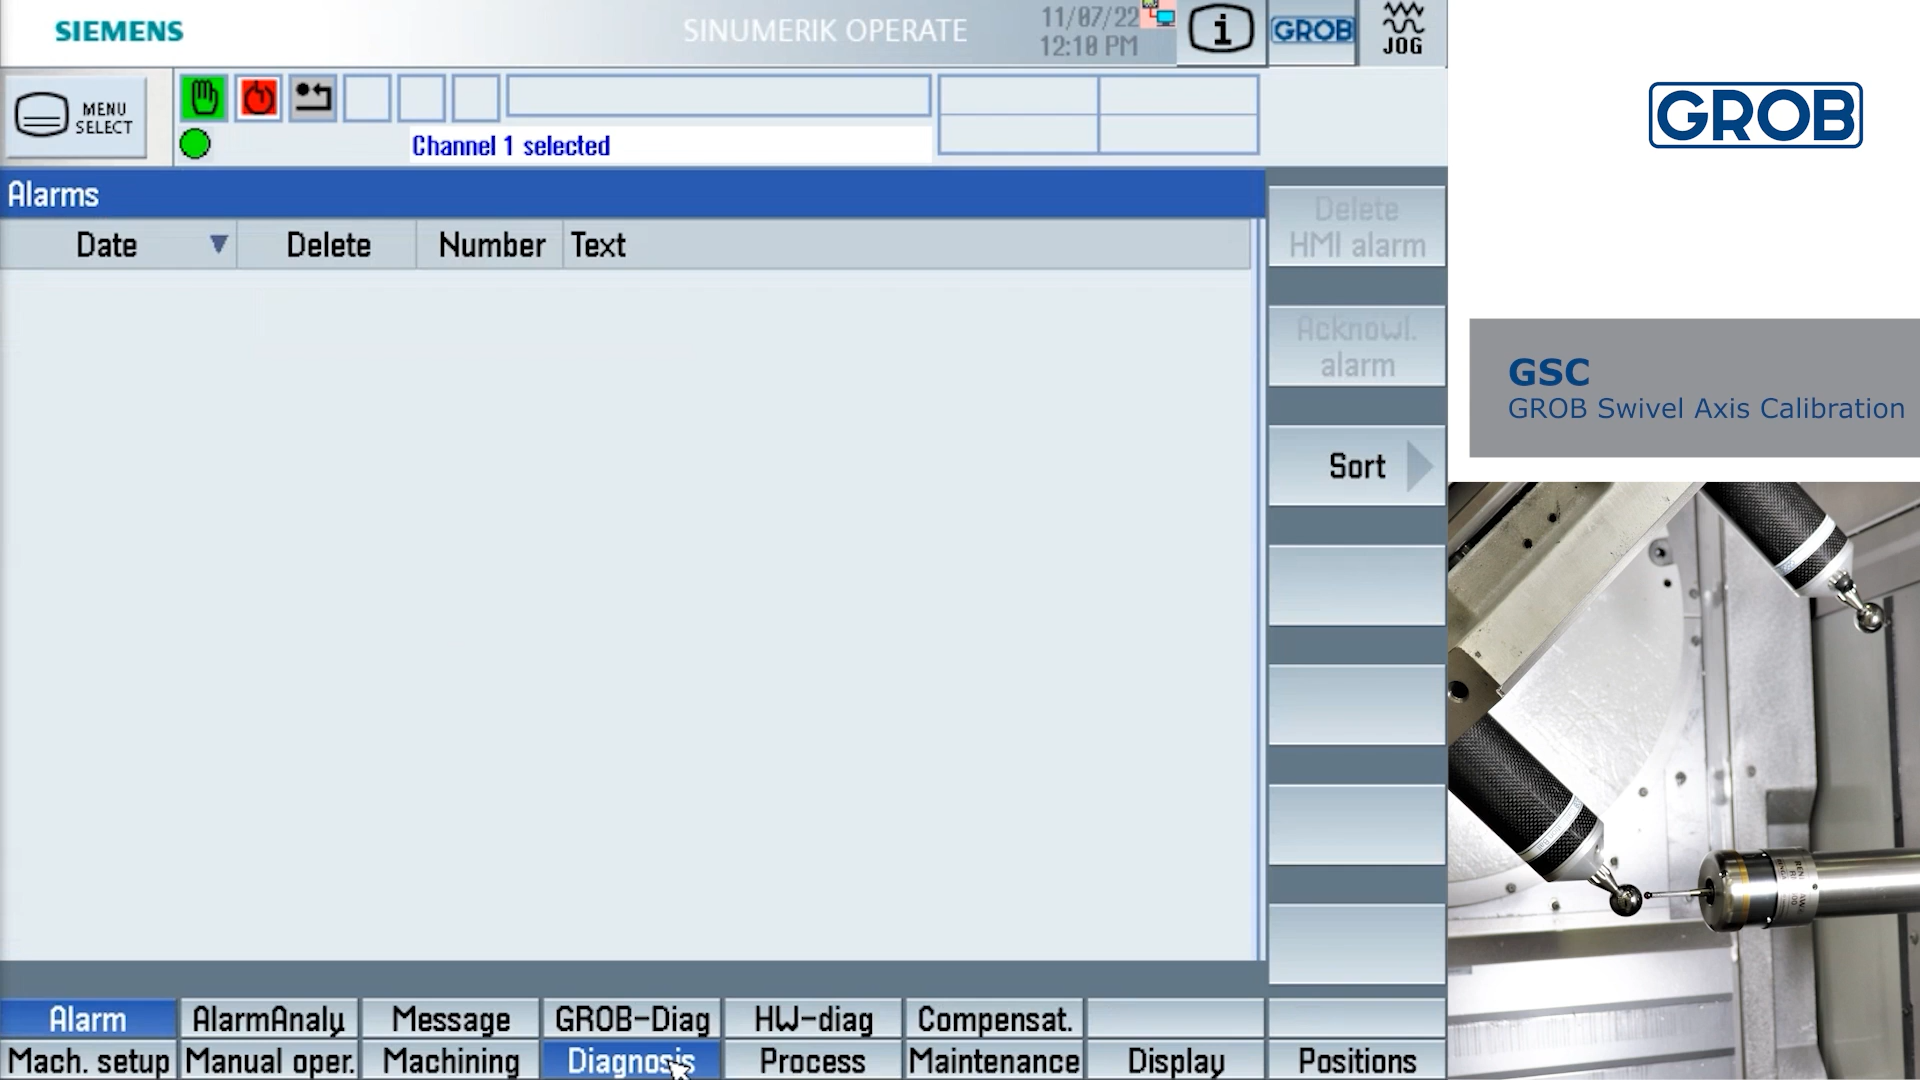 SIEMENS
SINUMERIK OPERATE
11/07/22
12:10 PM
i
GROB
JOG
MENU
SELECT
Channel 1 selected
Alarms
Date
Delete
Number
Text
Delete
HMI alarm
Acknowl.
alarm
Sort
Alarm
AlarmAnaly
Message
GROB-Diag
HW-diag
Compensat.
Mach. setup
Manual oper.
Machining
Diagnosis
Process
Maintenance
Display
Positions
GROB
GSC
GROB Swivel Axis Calibration